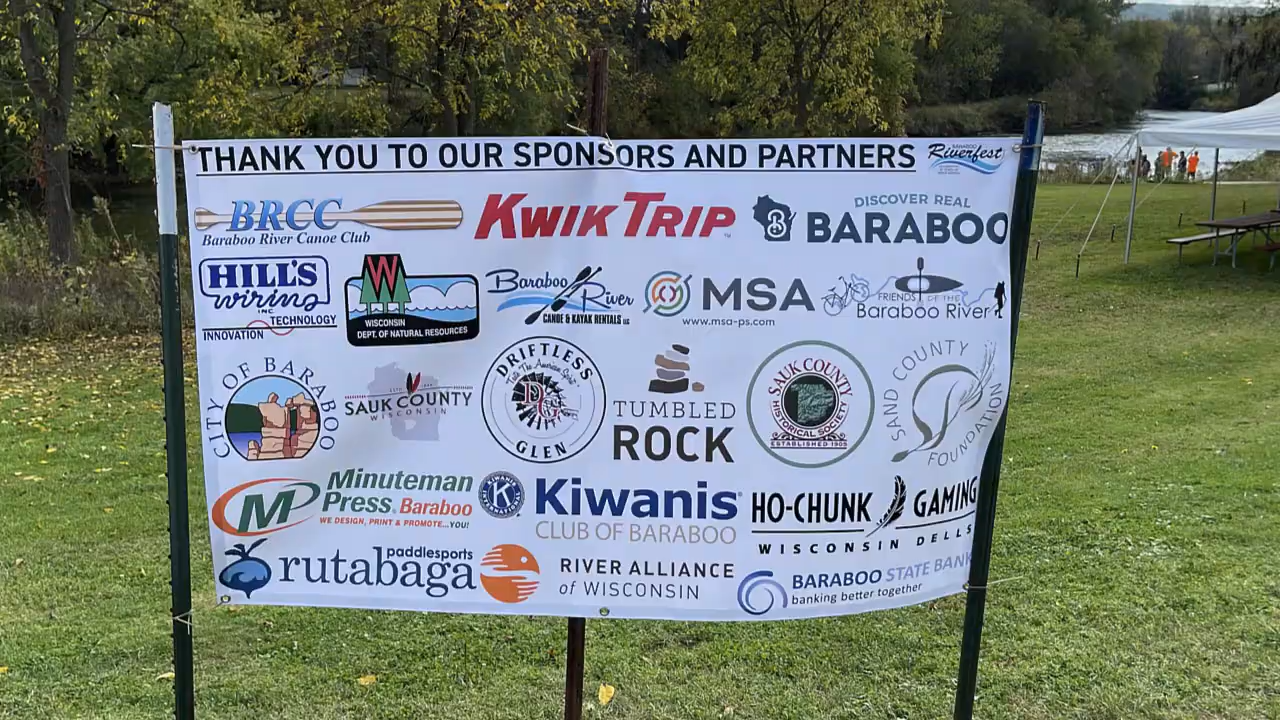 THANK YOU TO OUR SPONSORS AND PARTNERS
BARABOO
Riverfest
BRCC
Baraboo River Canoe Club
KWIK TRIP
DISCOVER REAL
BARABOO
HILL'S
wiring
INC.
TECHNOLOGY
INNOVATION
W
WISCONSIN
DEPT. OF NATURAL RESOURCES
Baraboo River
CANOE & KAYAK RENTALS LLC
MSA
www.msa-ps.com
FRIENDS OF THE
Baraboo River
CITY OF BARABOO
SAUK COUNTY
WISCONSIN
DRIFTLESS
GLEN
TUMBLED
ROCK
SAUK COUNTY
HISTORICAL SOCIETY
ESTABLISHED 1905
SAND COUNTY
FOUNDATION
Minuteman
Press. Baraboo
WE DESIGN, PRINT & PROMOTE...YOU!
K
Kiwanis
CLUB OF BARABOO
HO-CHUNK GAMING
WISCONSIN DELLS
paddlesports
rutabaga
RIVER ALLIANCE
of WISCONSIN
BARABOO STATE BANK
banking better together